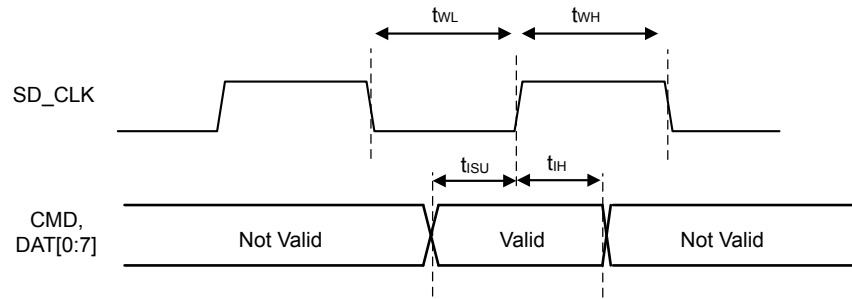 tWL
tWH
SD_CLK
tISU
tIH
CMD,
DAT[0:7]
Not Valid
Valid
Not Valid